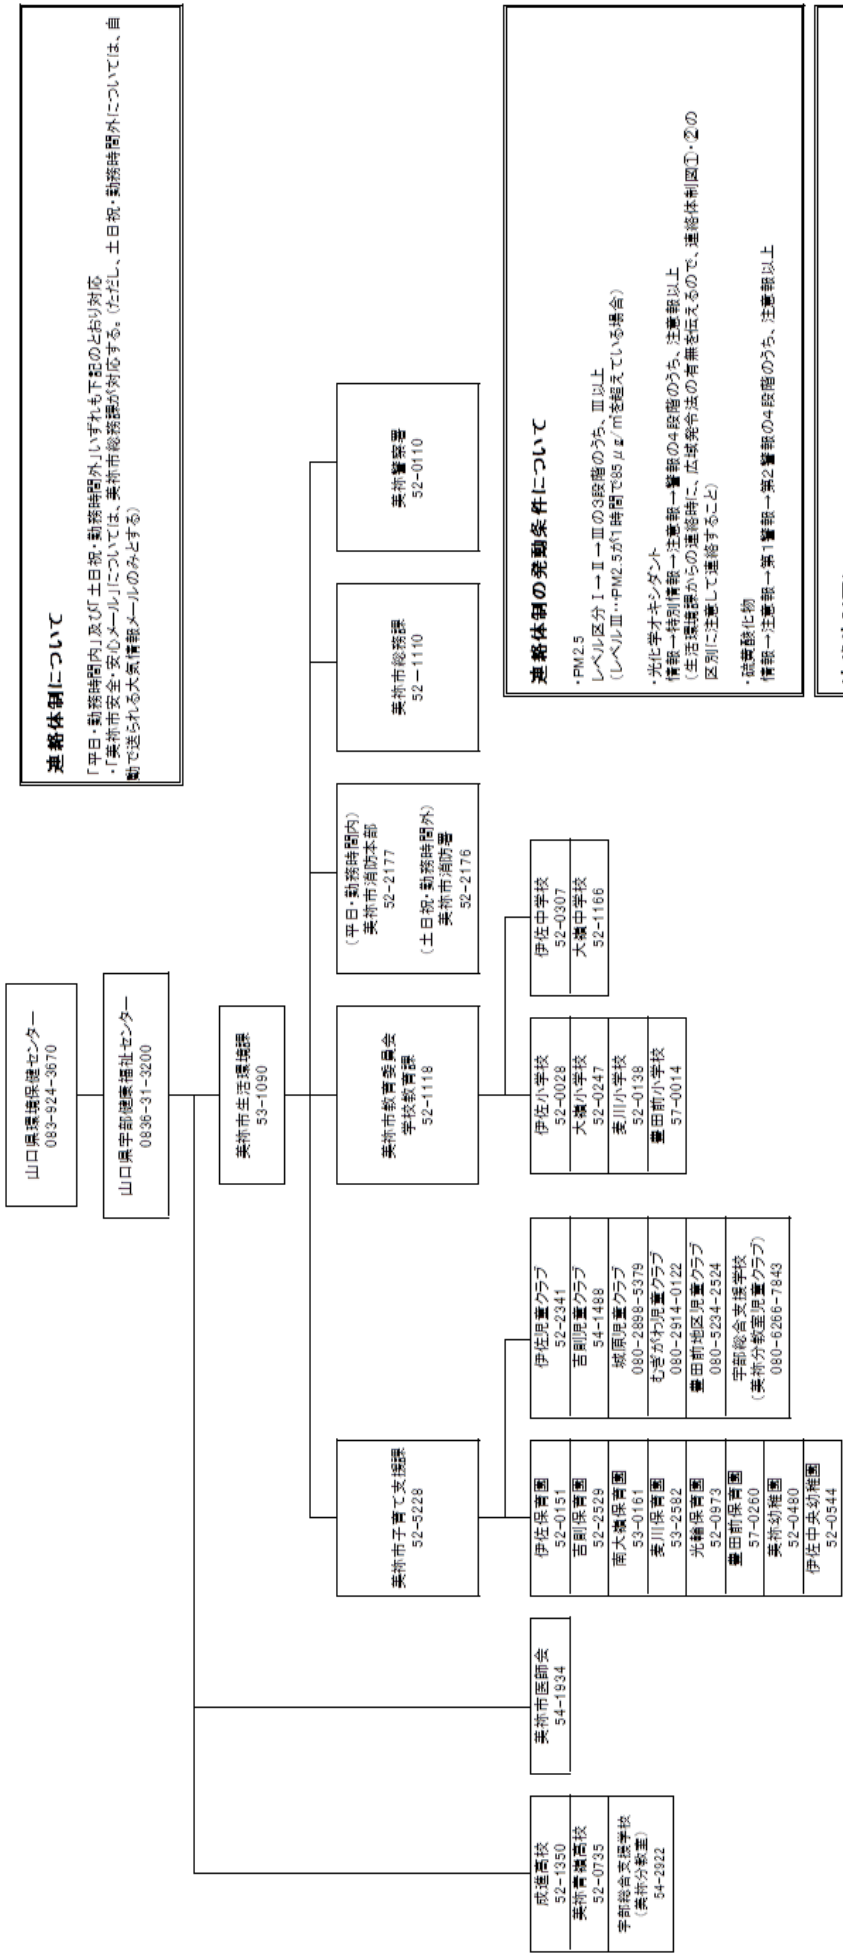 山口県環境保健センター
083-924-3670
山口県宇部健康福祉センター
0836-31-3200
連絡体制について
「平日・勤務時間内」及び「土日祝・勤務時間外」いずれも下記のとおり対応
・「美祢市安全・安心メール」については、美祢市総務課が対応する。(ただし、土日祝・勤務時間外については、自
動で送られる大気情報メールのみとする)
美祢市生活環境課
53-1090
美祢市子育て支援課
52-5228
美祢市教育委員会
学校教育課
52-1118
(平日・勤務時間内)
美祢市消防本部
52-2177
(土日祝・勤務時間外)
美祢市消防署
52-2176
美祢市総務課
52-1110
美祢警察署
52-0110
成進高校
52-1350
美祢青嶺高校
52-0735
宇部総合支援学校
(美祢分教室)
54-2922
美祢市医師会
54-1934
伊佐保育園
52-0151
吉則保育園
52-2529
南大嶺保育園
53-0161
麦川保育園
53-2582
光輪保育園
52-0973
豊田前保育園
57-0260
美祢幼稚園
52-0480
伊佐中央幼稚園
52-0544
伊佐児童クラブ
52-2341
吉則児童クラブ
54-1488
城原児童クラブ
080-2898-5379
むぎがわ児童クラブ
080-2914-0122
豊田前地区児童クラブ
080-5234-2524
宇部総合支援学校
(美祢分教室児童クラブ)
080-6266-7843
伊佐小学校
52-0028
大嶺小学校
52-0247
麦川小学校
52-0138
豊田前小学校
57-0014
伊佐中学校
52-0307
大嶺中学校
52-1166
連絡体制の発動条件について
・PM2.5
レベル区分Ⅰ→Ⅱ→Ⅲの3段階のうち、Ⅲ以上
(レベルⅢ…PM2.5が1時間で85μg/㎥を超えている場合)
・光化学オキシダント
情報→特別情報→注意報→警報の4段階のうち、注意報以上
(生活環境課からの連絡時に、広域発令法の有無を伝えるので、連絡体制図①・②の
区別に注意して連絡すること)
・硫黄酸化物
情報→注意報→第1警報→第2警報の4段階のうち、注意報以上